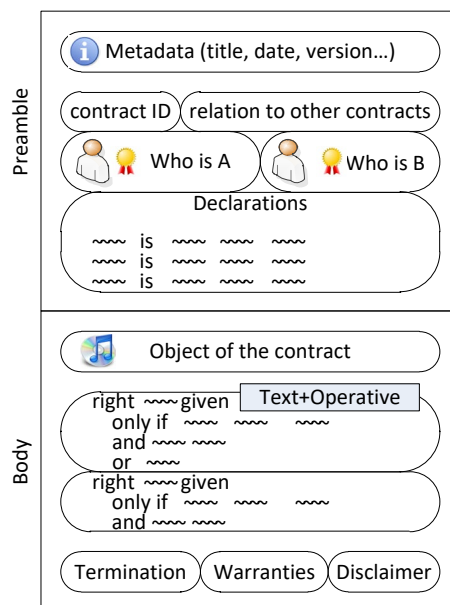 Preamble
Metadata (title, date, version…)
contract ID
relation to other contracts
Who is A
Who is B
Declarations
is
is
is
Body
Object of the contract
right given
Text+Operative
only if
and
or
right given
only if
and
Termination
Warranties
Disclaimer